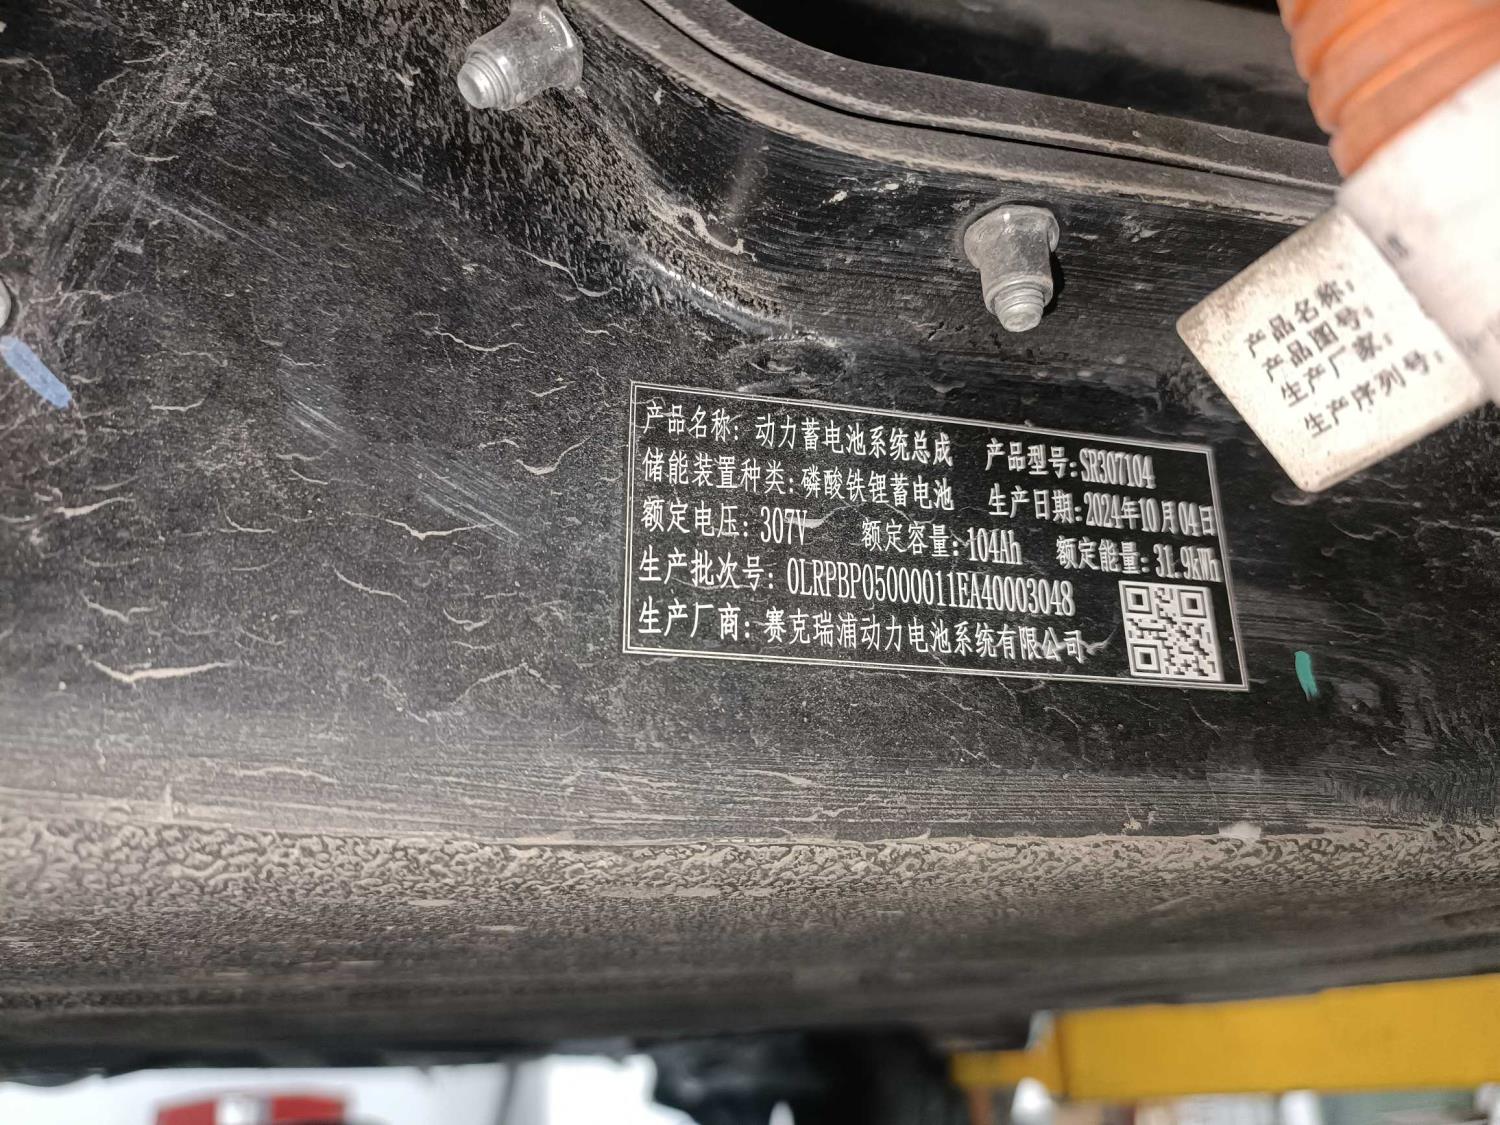 产品名称: 动力蓄电池系统总成 产品型号: SR307104
储能装置种类: 磷酸铁锂蓄电池 生产日期: 2024年10月04日
额定电压: 307V 额定容量: 104Ah 额定能量: 31.9kWh
生产批次号: 0LRPBP05000011EA40003048
生产厂商: 赛克瑞浦动力电池系统有限公司
产品名称:
产品图号:
生产厂家:
生产序列号: